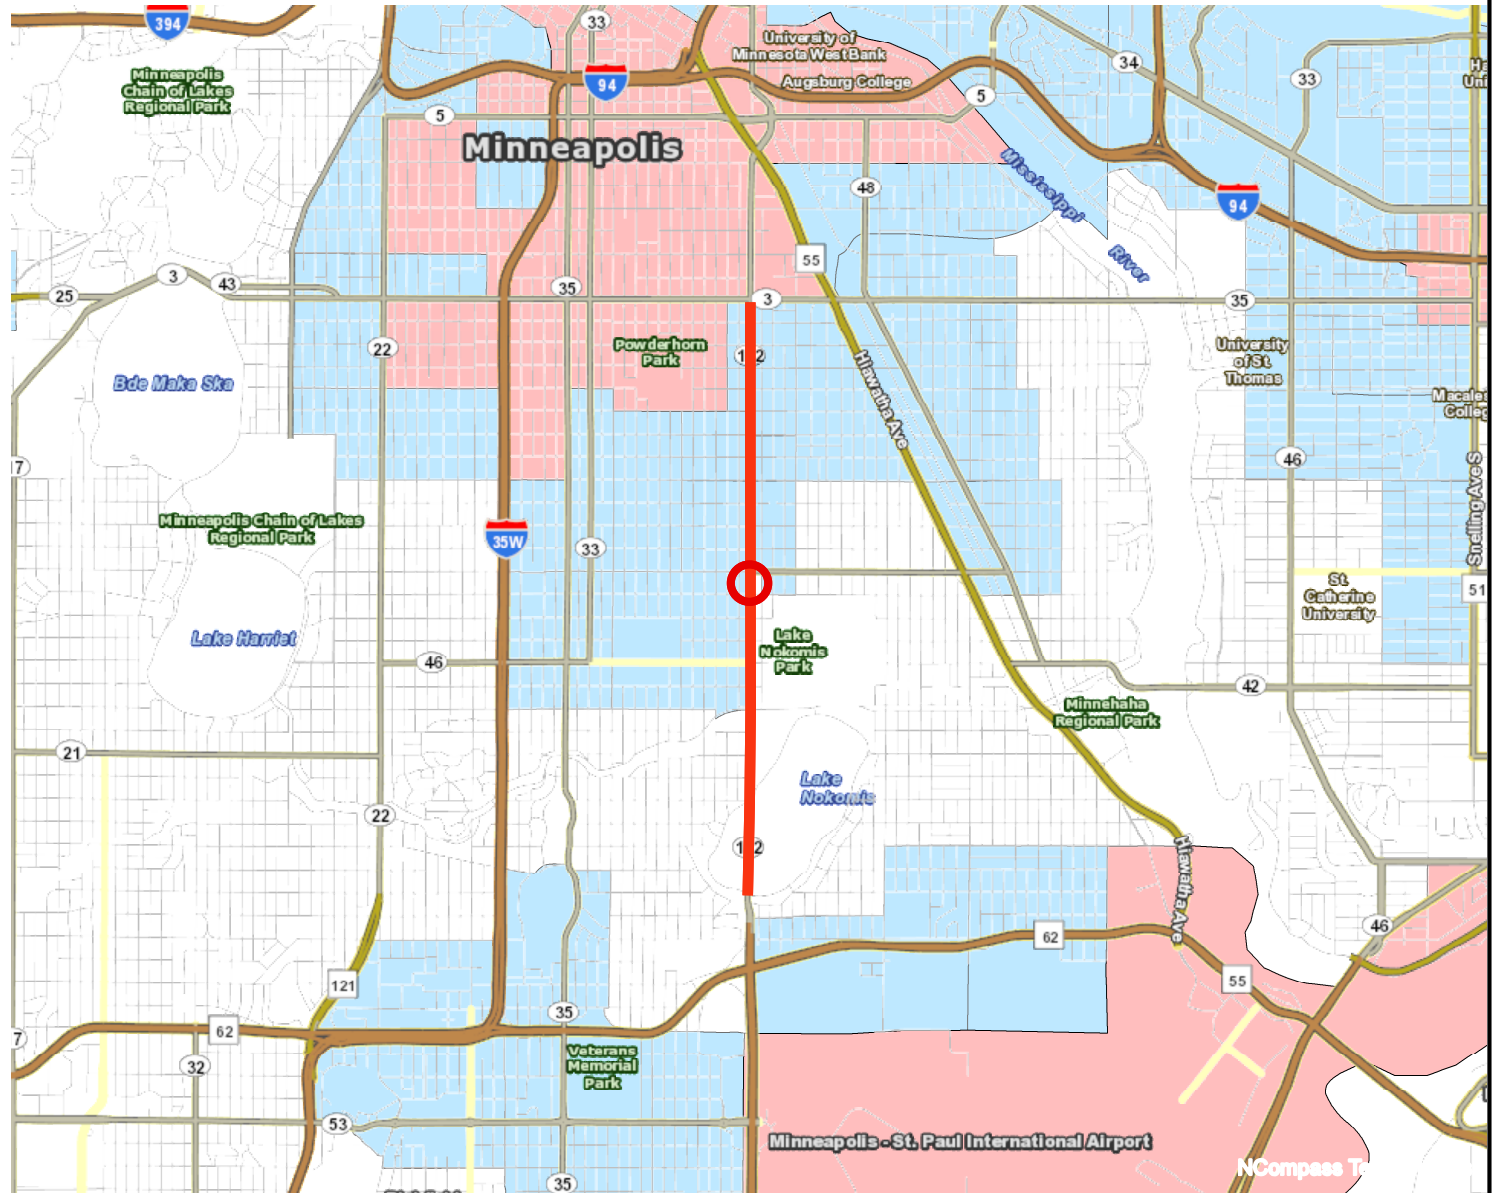 394
33
University of
Minnesota West Bank
34
Minneapolis
Chain of Lakes
Regional Park
94
Augsburg College
33
5
5
Minneapolis
Mississippi
48
94
River
55
3
43
25
35
3
35
22
Powderhorn
Park
University
of St.
Thomas
Bde Maka Ska
Hiawatha Ave
46
Snelling Ave S
Minneapolis Chain of Lakes
Regional Park
35W
33
St.
Catherine
University
51
Lake Harriet
Lake
Nokomis
Park
46
42
Minnehaha
Regional Park
21
Lake
Nokomis
22
Hiawatha Ave
46
62
121
55
35
62
7
32
Veterans
Memorial
Park
53
Minneapolis - St. Paul International Airport
NCompass
35